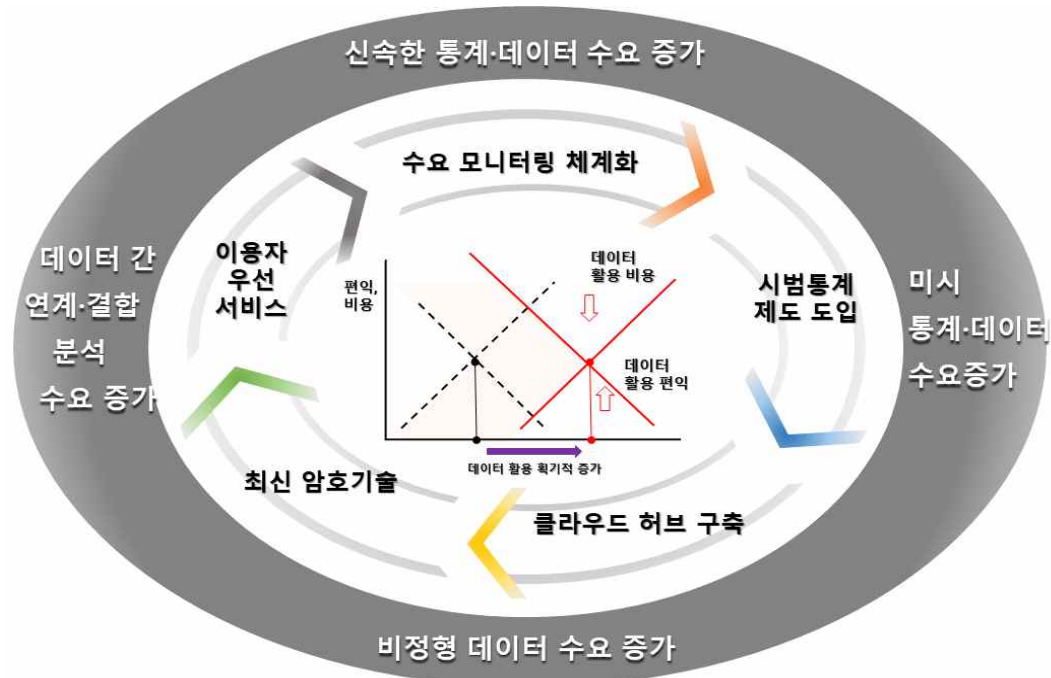 신속한 통계·데이터 수요 증가
수요 모니터링 체계화
데이터 간
연계·결합
분석
수요 증가
이용자
우선
서비스
편익,
비용
데이터
활용 비용
데이터
활용 편익
데이터 활용 획기적 증가
시범통계
제도 도입
미시
통계·데이터
수요증가
최신 암호기술
클라우드 허브 구축
비정형 데이터 수요 증가